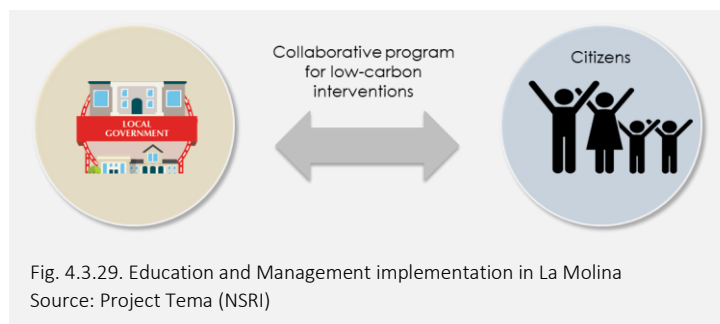 Collaborative program
for low-carbon
interventions
Citizens
LOCAL
GOVERNMENT
Fig. 4.3.29. Education and Management implementation in La Molina
Source: Project Tema (NSRI)